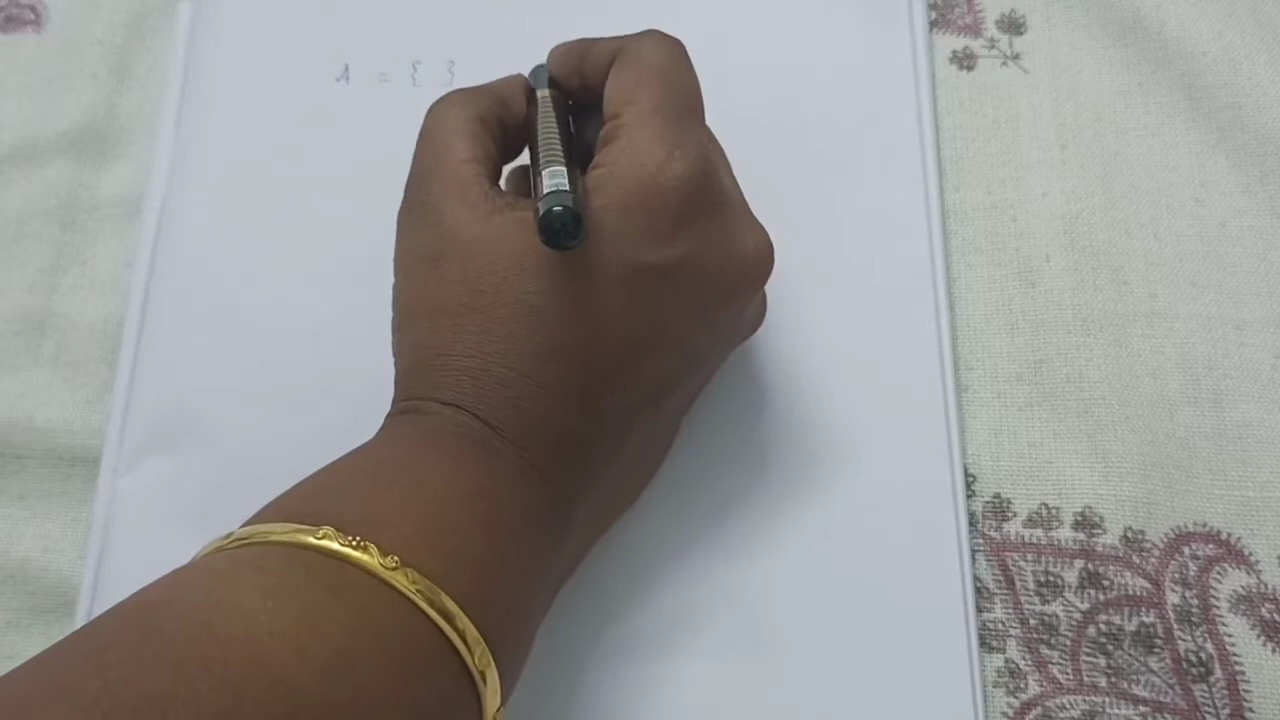 A = { }